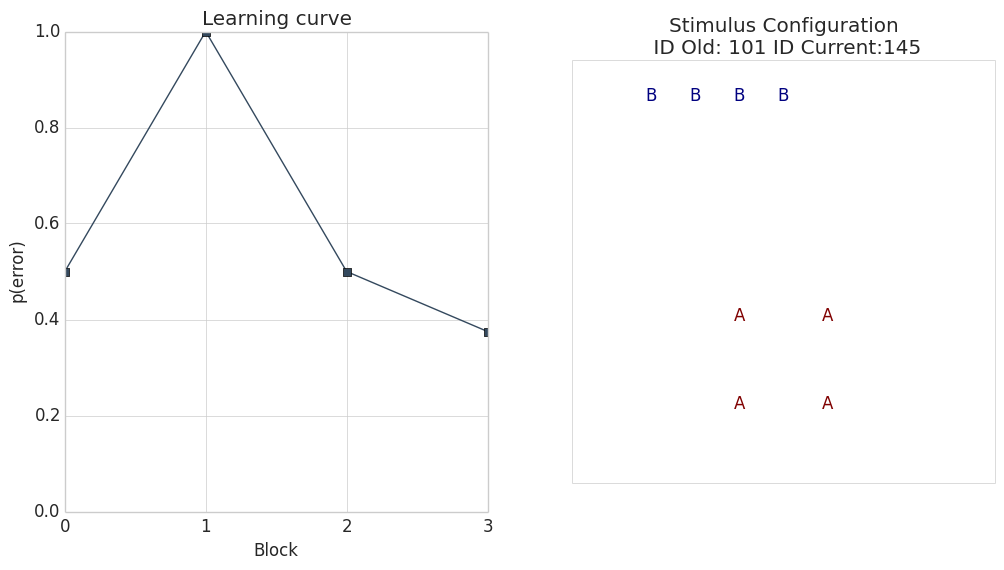 Learning curve
1.0
0.8
0.6
0.4
0.2
0.0
p(error)
0 1 2 3
Block
Stimulus Configuration
ID Old: 101 ID Current:145
B B B B
A A
A A